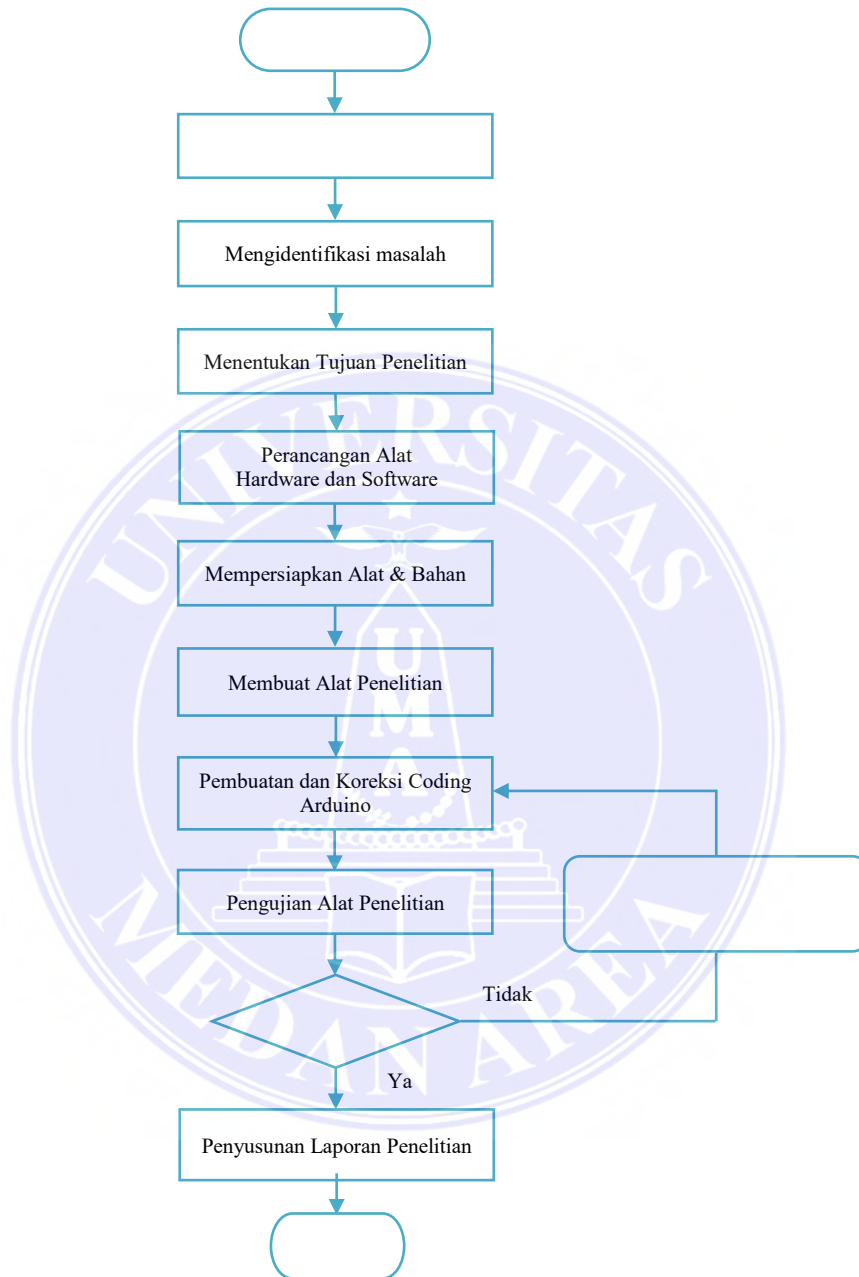 Mengidentifikasi masalah
Menentukan Tujuan Penelitian
Perancangan Alat
Hardware dan Software
Mempersiapkan Alat & Bahan
Membuat Alat Penelitian
Pembuatan dan Koreksi Coding
Arduino
Pengujian Alat Penelitian
Tidak
Ya
Penyusunan Laporan Penelitian
UNIVERSITAS
UMA
MEDAN AREA